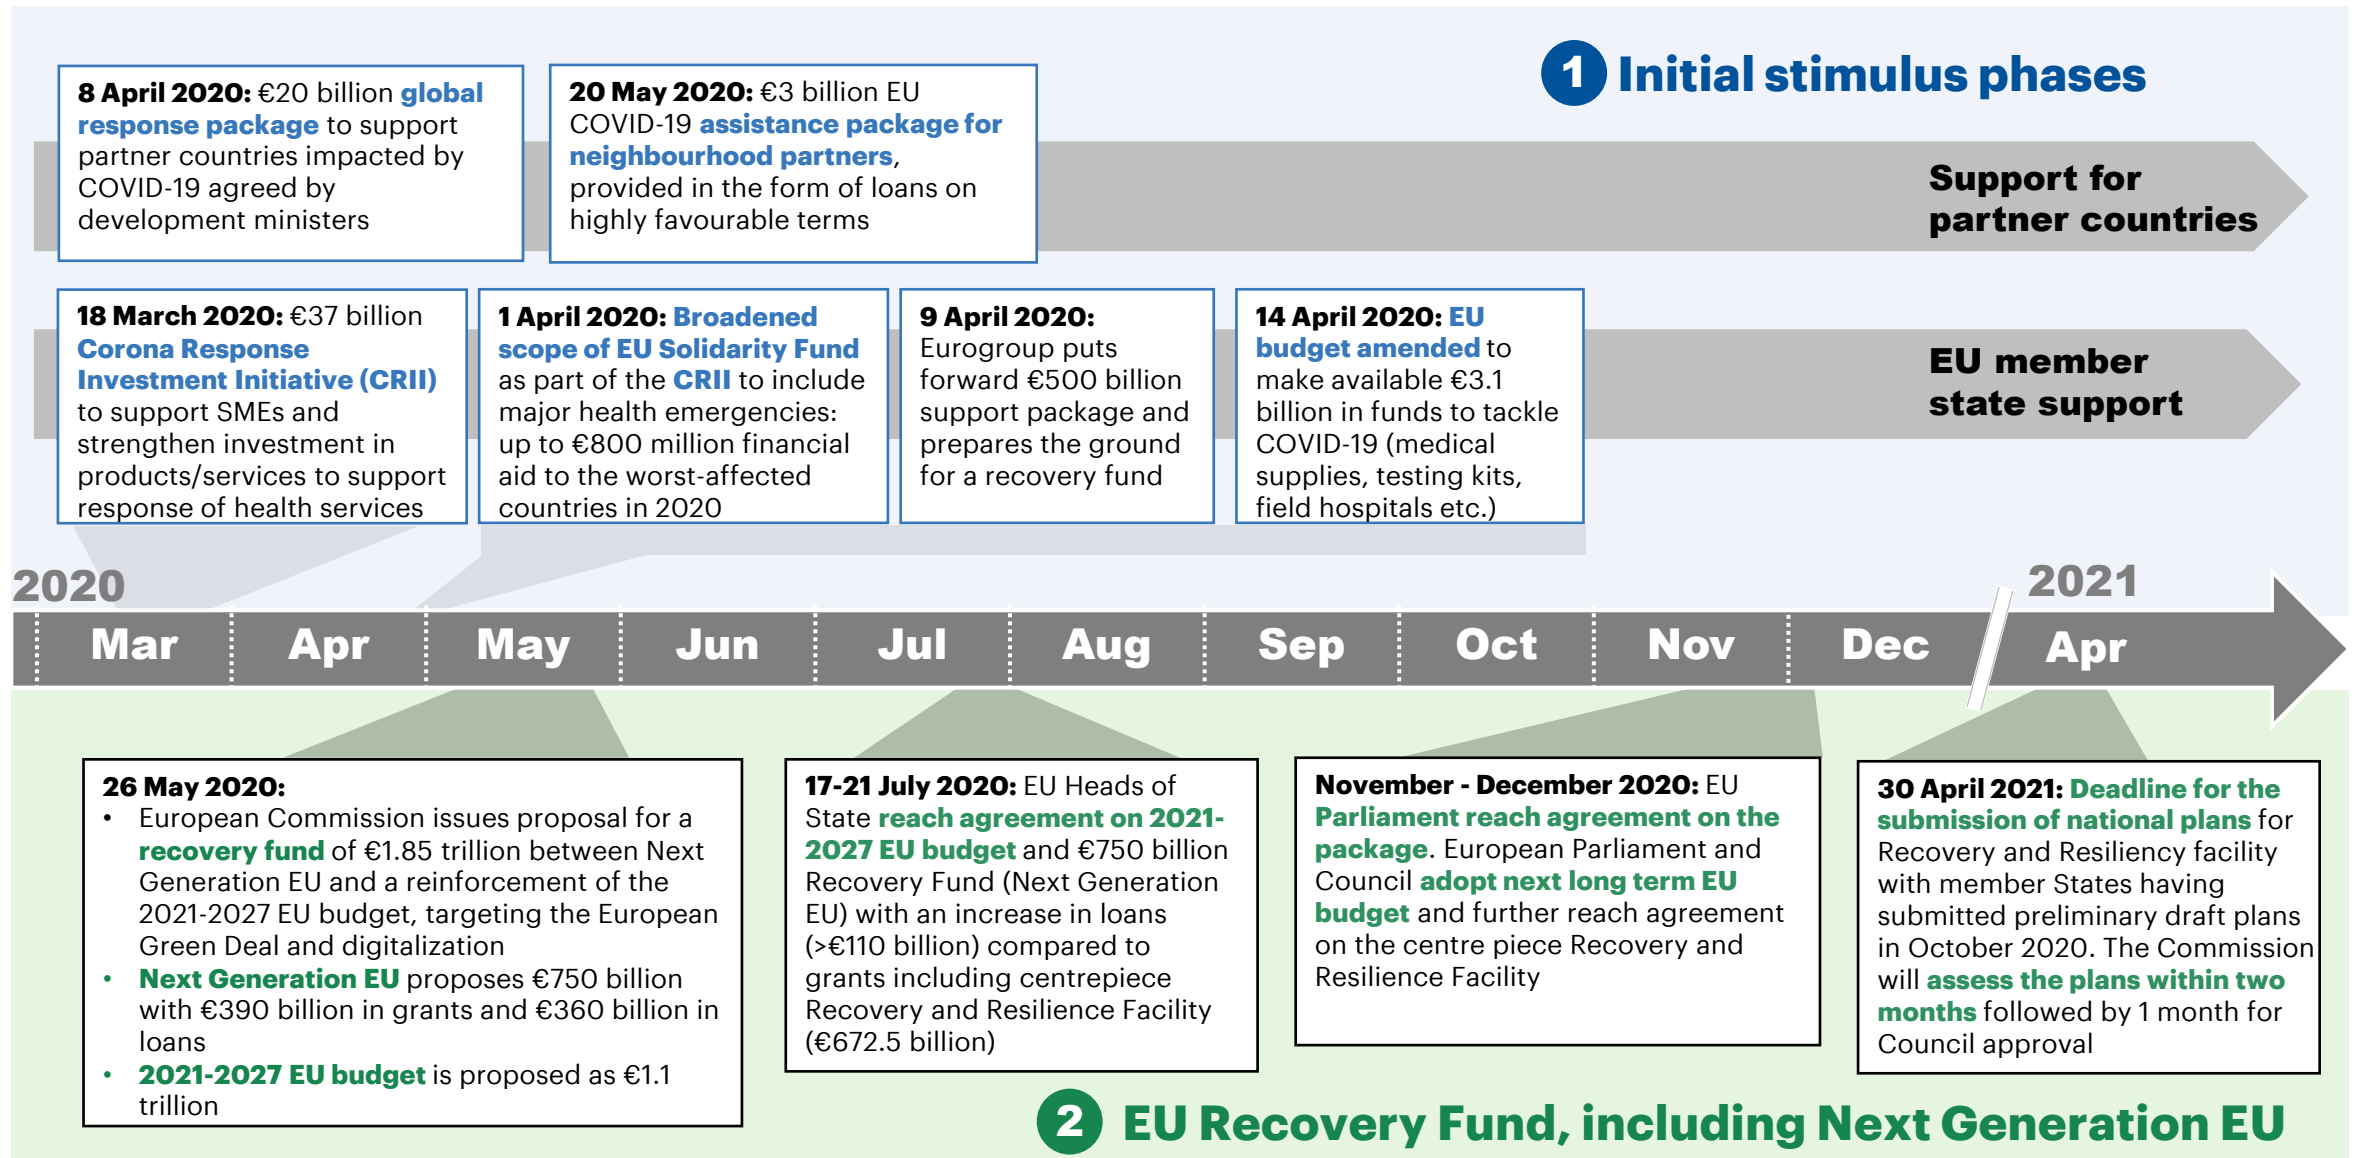 1 Initial stimulus phases
8 April 2020: €20 billion global
response package to support
partner countries impacted by
COVID-19 agreed by
development ministers
20 May 2020: €3 billion EU
COVID-19 assistance package for
neighbourhood partners,
provided in the form of loans on
highly favourable terms
Support for
partner countries
18 March 2020: €37 billion
Corona Response
Investment Initiative (CRII)
to support SMEs and
strengthen investment in
products/services to support
response of health services
1 April 2020: Broadened
scope of EU Solidarity Fund
as part of the CRII to include
major health emergencies:
up to €800 million financial
aid to the worst-affected
countries in 2020
9 April 2020:
Eurogroup puts
forward €500 billion
support package and
prepares the ground
for a recovery fund
14 April 2020: EU
budget amended to
make available €3.1
billion in funds to tackle
COVID-19 (medical
supplies, testing kits,
field hospitals etc.)
EU member
state support
2020
2021
Mar Apr May Jun Jul Aug Sep Oct Nov Dec Apr
26 May 2020:
• European Commission issues proposal for a
recovery fund of €1.85 trillion between Next
Generation EU and a reinforcement of the
2021-2027 EU budget, targeting the European
Green Deal and digitalization
• Next Generation EU proposes €750 billion
with €390 billion in grants and €360 billion in
loans
• 2021-2027 EU budget is proposed as €1.1
trillion
17-21 July 2020: EU Heads of
State reach agreement on 2021-
2027 EU budget and €750 billion
Recovery Fund (Next Generation
EU) with an increase in loans
(>€110 billion) compared to
grants including centrepiece
Recovery and Resilience Facility
(€672.5 billion)
November - December 2020: EU
Parliament reach agreement on the
package. European Parliament and
Council adopt next long term EU
budget and further reach agreement
on the centre piece Recovery and
Resilience Facility
30 April 2021: Deadline for the
submission of national plans for
Recovery and Resiliency facility
with member States having
submitted preliminary draft plans
in October 2020. The Commission
will assess the plans within two
months followed by 1 month for
Council approval
2 EU Recovery Fund, including Next Generation EU